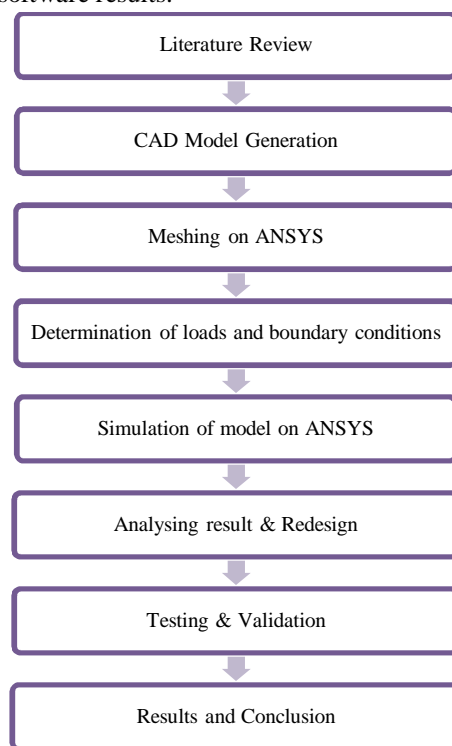 software results.
Literature Review
CAD Model Generation
Meshing on ANSYS
Determination of loads and boundary conditions
Simulation of model on ANSYS
Analysing result & Redesign
Testing & Validation
Results and Conclusion